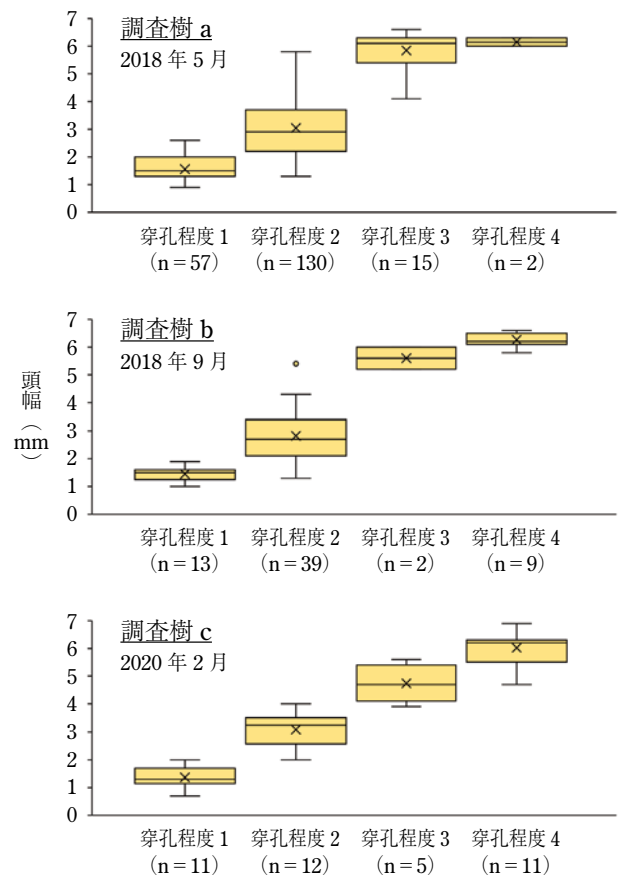 7
6
5
4
3
2
1
0
調査樹 a
2018 年 5 月
穿孔程度 1
(n = 57)
穿孔程度 2
(n = 130)
穿孔程度 3
(n = 15)
穿孔程度 4
(n = 2)
頭幅(mm)
7
6
5
4
3
2
1
0
調査樹 b
2018 年 9 月
穿孔程度 1
(n = 13)
穿孔程度 2
(n = 39)
穿孔程度 3
(n = 2)
穿孔程度 4
(n = 9)
7
6
5
4
3
2
1
0
調査樹 c
2020 年 2 月
穿孔程度 1
(n = 11)
穿孔程度 2
(n = 12)
穿孔程度 3
(n = 5)
穿孔程度 4
(n = 11)